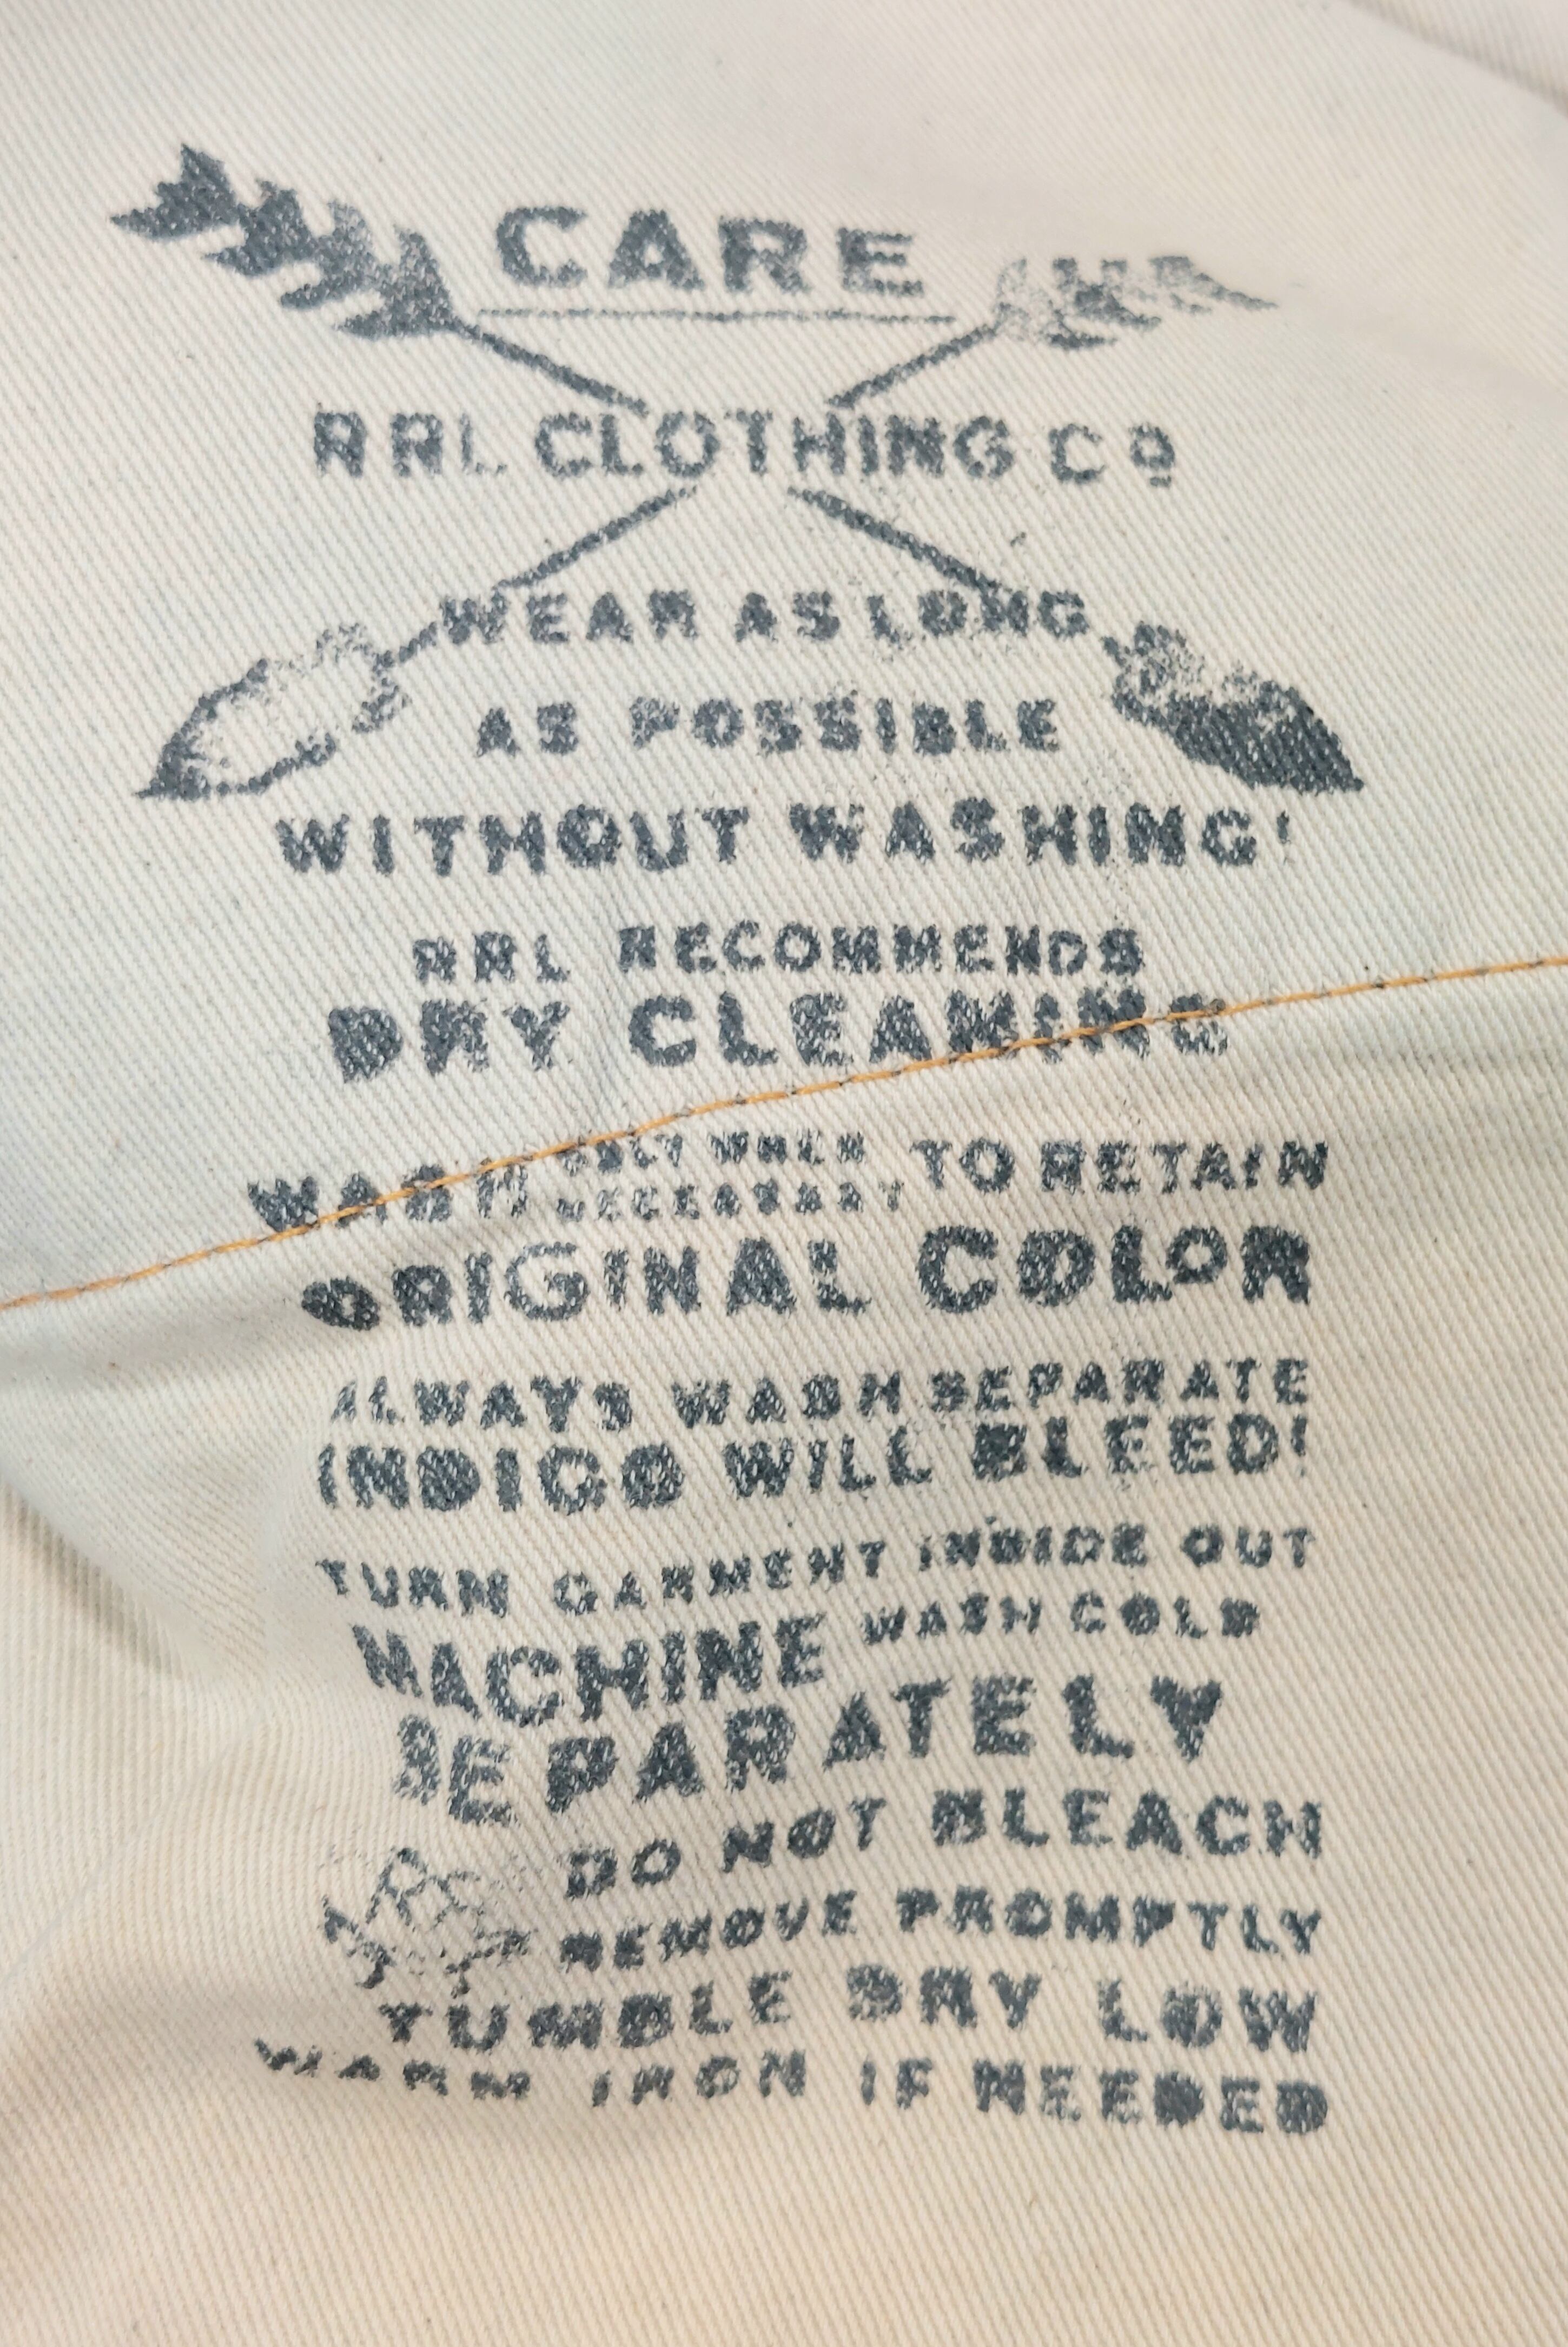 CARE
RRL CLOTHING Cº
WEAR AS LONG
AS POSSIBLE
WITHOUT WASHING!
RRL RECOMMENDS
DRY CLEANING
WASH ONLY WHEN NECESSARY TO RETAIN
ORIGINAL COLOR
ALWAYS WASH SEPARATE
INDIGO WILL BLEED!
TURN GARMENT INSIDE OUT
MACHINE WASH COLD
SEPARATELY
DO NOT BLEACH
REMOVE PROMPTLY
TUMBLE DRY LOW
WARM IRON IF NEEDED